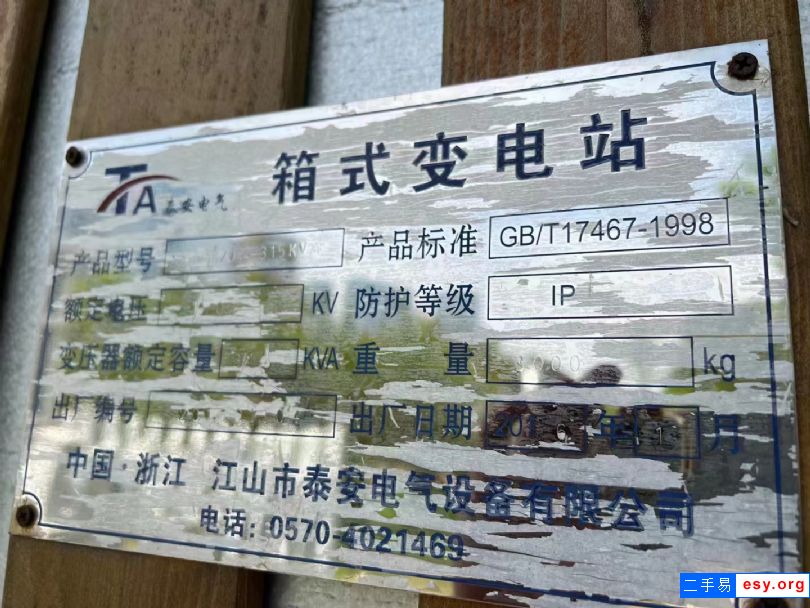 箱式变电站
TA 泰安电气
产品型号 315KVA 产品标准 GB/T17467-1998
额定电压 KV 防护等级 IP
变压器额定容量 KVA 重量 3000 kg
出厂编号 出厂日期 201 年 月
中国·浙江 江山市泰安电气设备有限公司
电话：0570-4021469
二手易 esy.org